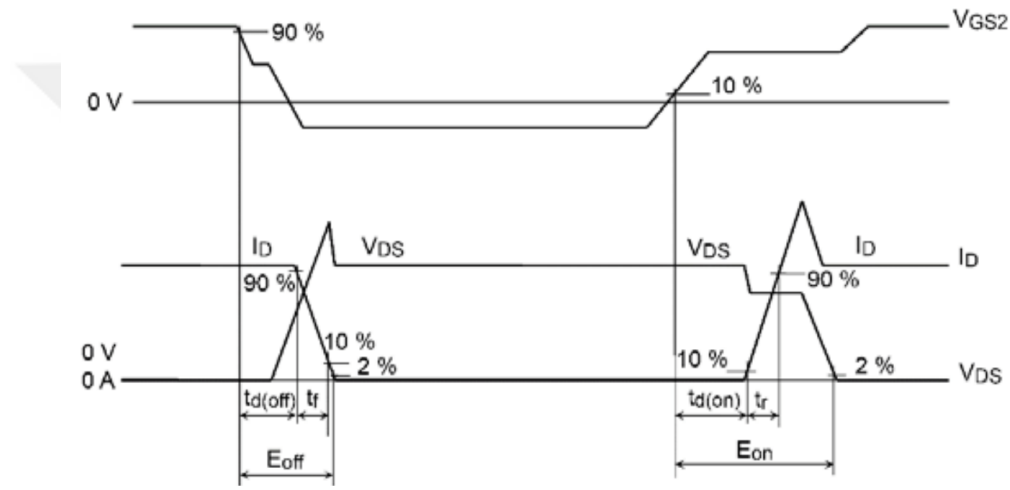 VGS2
90 %
10 %
0 V
ID
VDS
VDS
ID
ID
90 %
90 %
10 %
2 %
10 %
2 %
0 V
0 A
VDS
td(off)
tf
td(on)
tr
Eoff
Eon